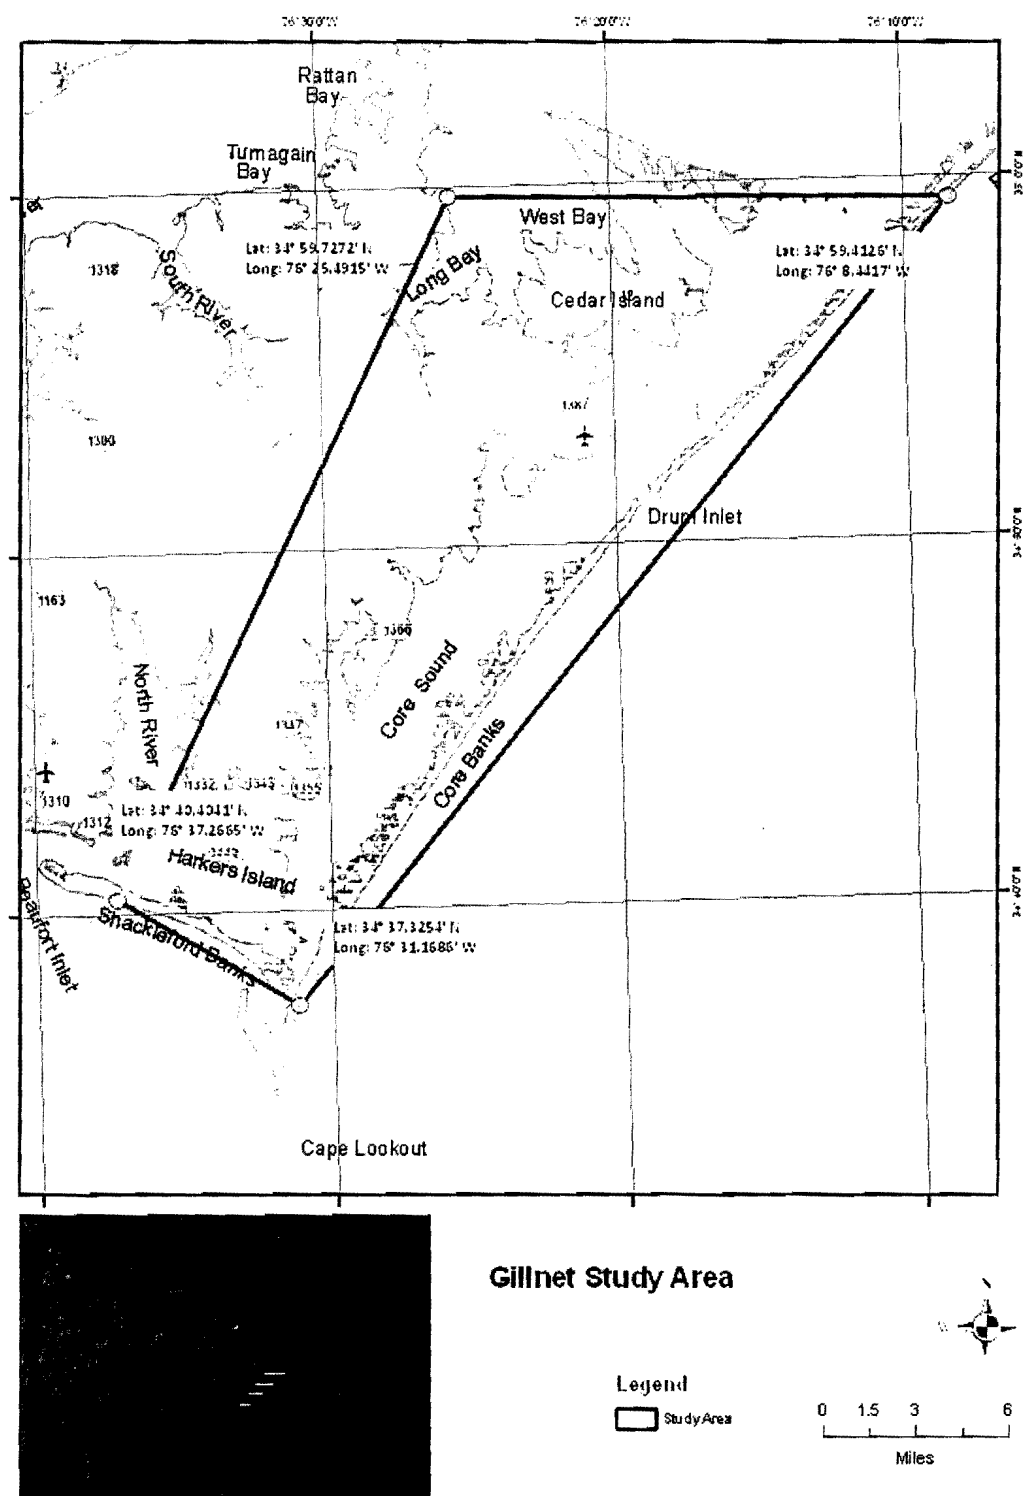 76°30'0"W
76°20'0"W
76°10'0"W
Rattan
Bay
Turnagain
Bay
35°0'0"N
West Bay
Lat: 34° 59.7272' N
Long: 76° 25.4915' W
Lat: 34° 59.4126' N
Long: 76° 8.4417' W
1318
South River
Long Bay
Cedar Island
1387
1300
Drum Inlet
34°50'0"N
1163
1366
North River
Core Sound
1317
Core Banks
1332
1343
1355
1310
1312
Lat: 34° 40.4041' N
Long: 76° 37.2665' W
Harkers Island
34°40'0"N
Beaufort Inlet
Shackleford Banks
Lat: 34° 37.3254' N
Long: 76° 31.1686' W
Cape Lookout
Gillnet Study Area
Legend
Study Area
0 1.5 3 6
Miles